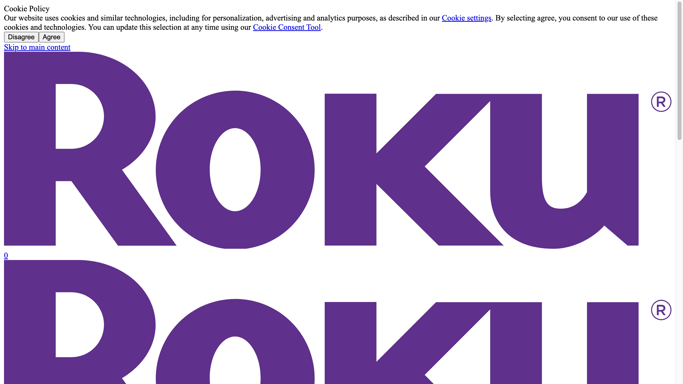 Cookie Policy
Our website uses cookies and similar technologies, including for personalization, advertising and analytics purposes, as described in our Cookie settings. By selecting agree, you consent to our use of these
cookies and technologies. You can update this selection at any time using our Cookie Consent Tool.
Disagree Agree
Skip to main content
ROKU ®
0
ROKU ®